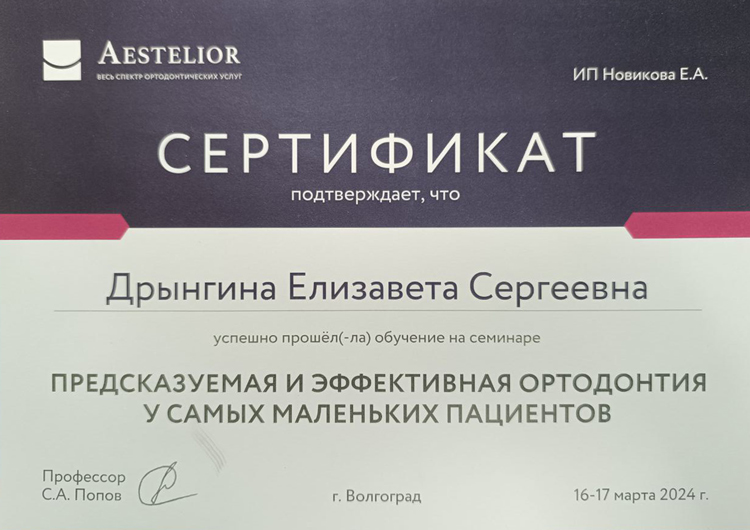 AESTELIOR
ВЕСЬ СПЕКТР ОРТОДОНТИЧЕСКИХ УСЛУГ
ИП Новикова Е.А.
СЕРТИФИКАТ
подтверждает, что
Дрынгина Елизавета Сергеевна
успешно прошёл(-ла) обучение на семинаре
ПРЕДСКАЗУЕМАЯ И ЭФФЕКТИВНАЯ ОРТОДОНТИЯ
У САМЫХ МАЛЕНЬКИХ ПАЦИЕНТОВ
Профессор
С.А. Попов
г. Волгоград
16-17 марта 2024 г.